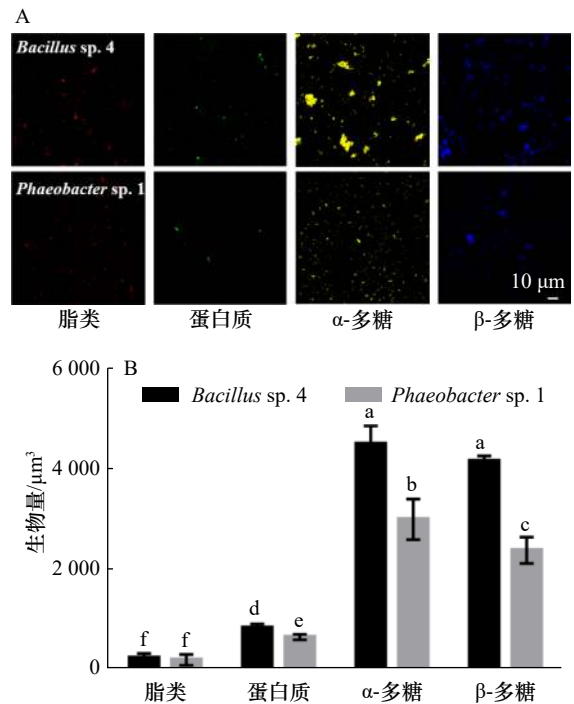 A
Bacillus sp. 4
Phaeobacter sp. 1
10 μm
脂类 蛋白质 α-多糖 β-多糖
B
6 000
4 000
2 000
0
生物量/μm³
Bacillus sp. 4 Phaeobacter sp. 1
f f d e a b a c
脂类 蛋白质 α-多糖 β-多糖